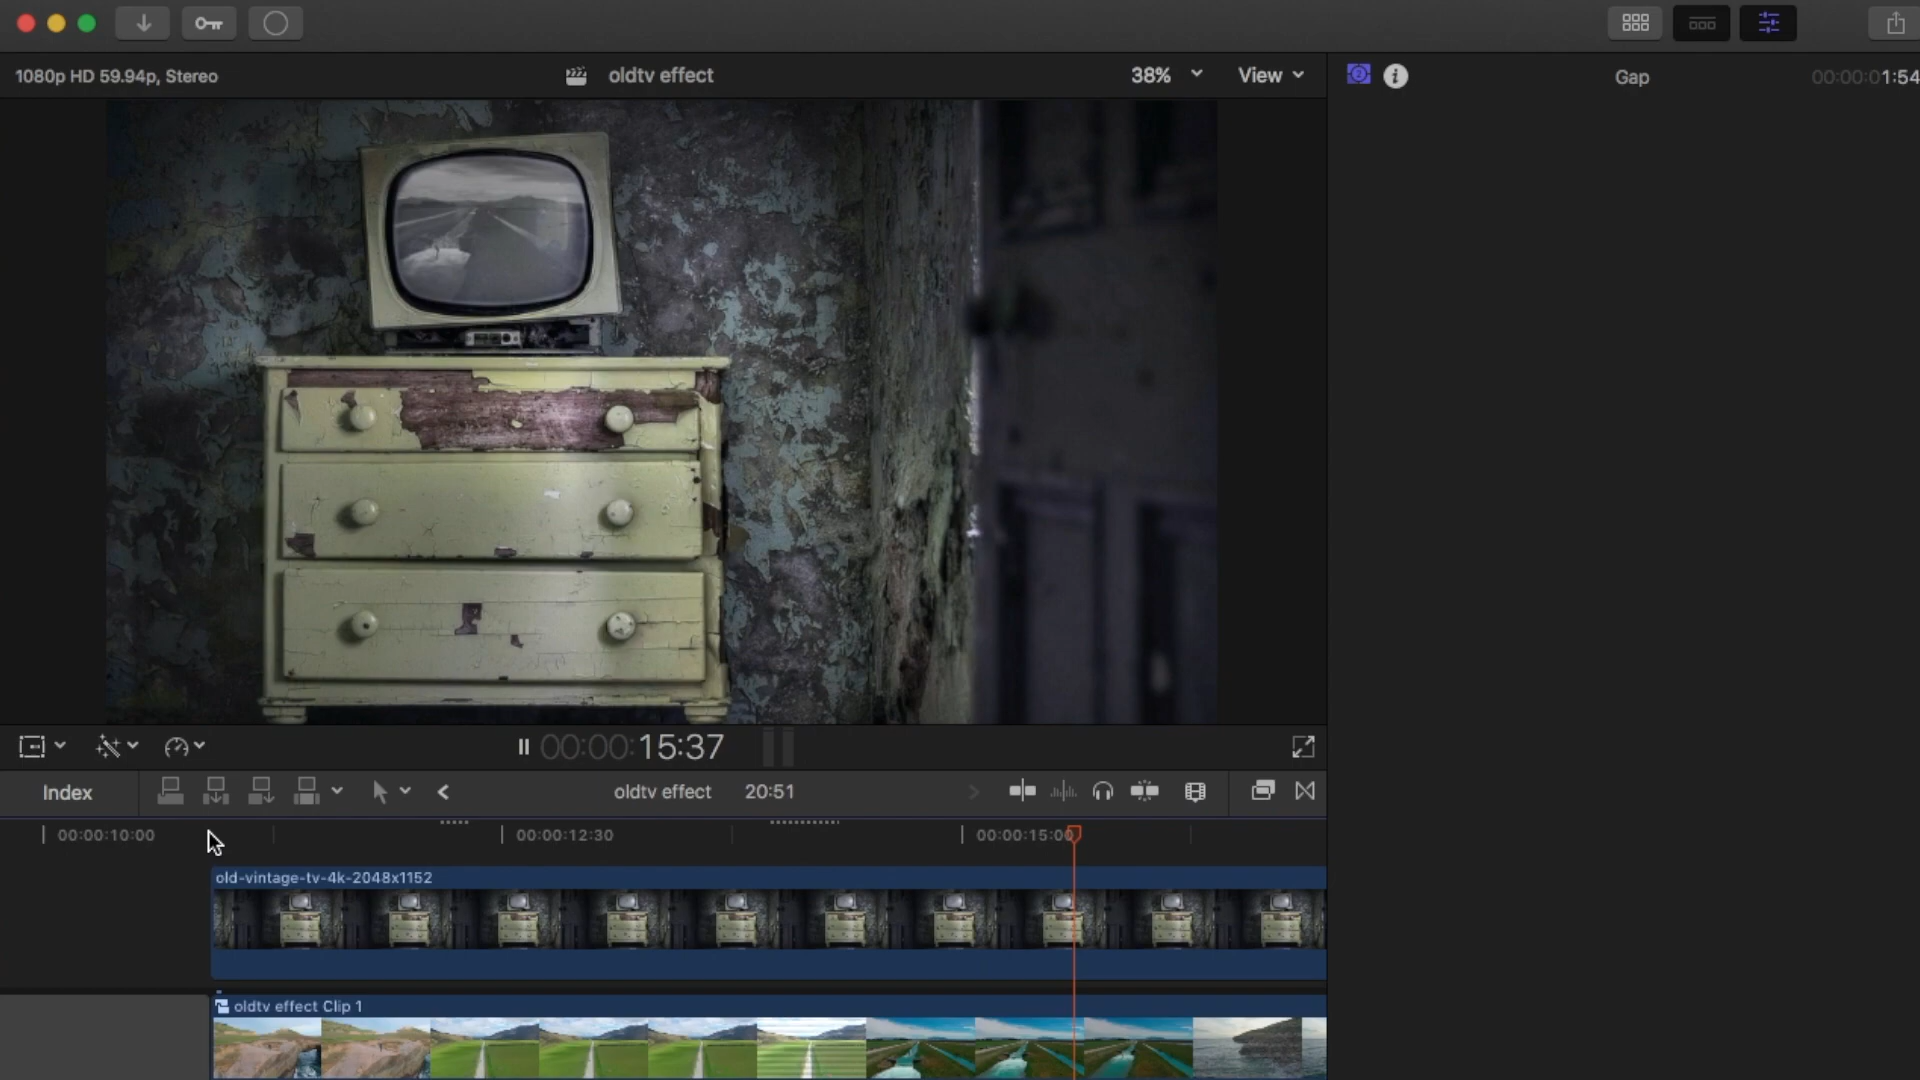 1080p HD 59.94p, Stereo
oldtv effect
38%
View
Gap
00:00:01:54
00:00:15:37
Index
oldtv effect
20:51
00:00:10:00
00:00:12:30
00:00:15:00
old-vintage-tv-4k-2048x1152
oldtv effect Clip 1